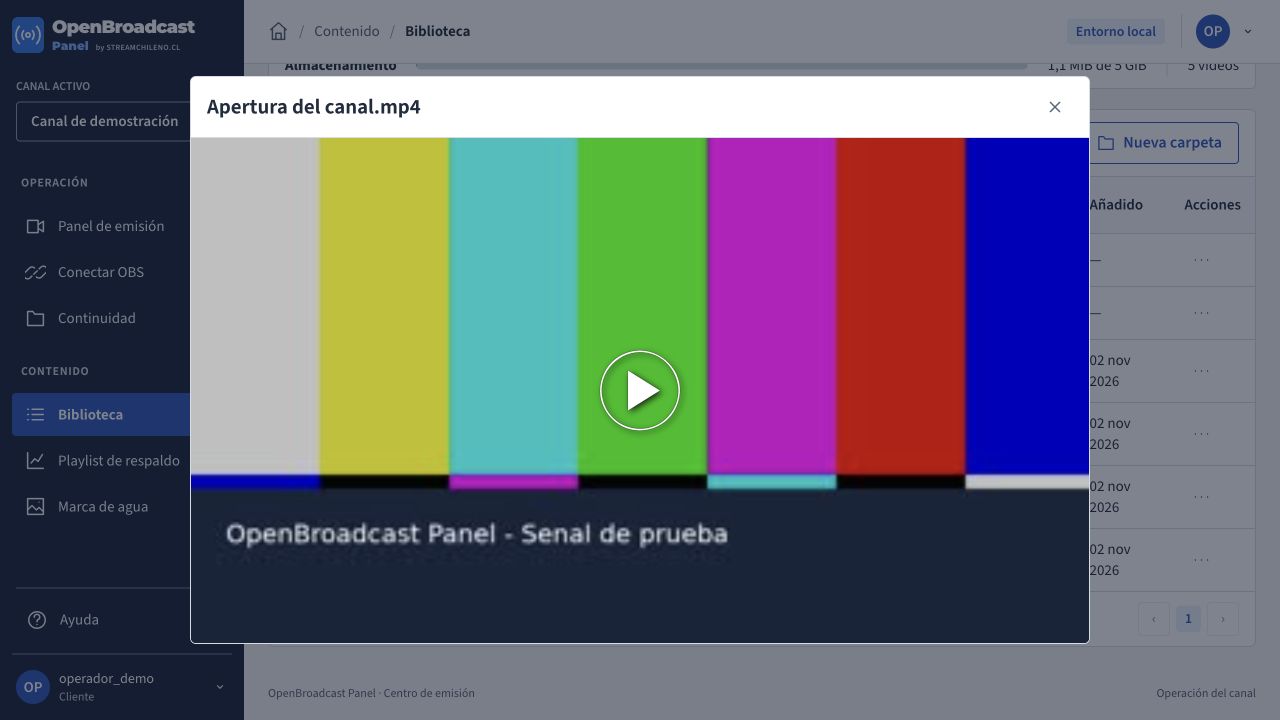 OpenBroadcast
Panel by STREAMCHILENO.CL
CANAL ACTIVO
Canal de demostración
OPERACIÓN
Panel de emisión
Conectar OBS
Continuidad
CONTENIDO
Biblioteca
Playlist de respaldo
Marca de agua
Ayuda
OP
operador_demo
Cliente
/ Contenido / Biblioteca
Entorno local
OP
Almacenamiento
1,1 MiB de 5 GiB
5 videos
Apertura del canal.mp4
OpenBroadcast Panel - Senal de prueba
Nueva carpeta
Añadido Acciones
— ...
— ...
02 nov
2026
...
02 nov
2026
...
02 nov
2026
...
02 nov
2026
...
‹ 1 ›
OpenBroadcast Panel · Centro de emisión
Operación del canal